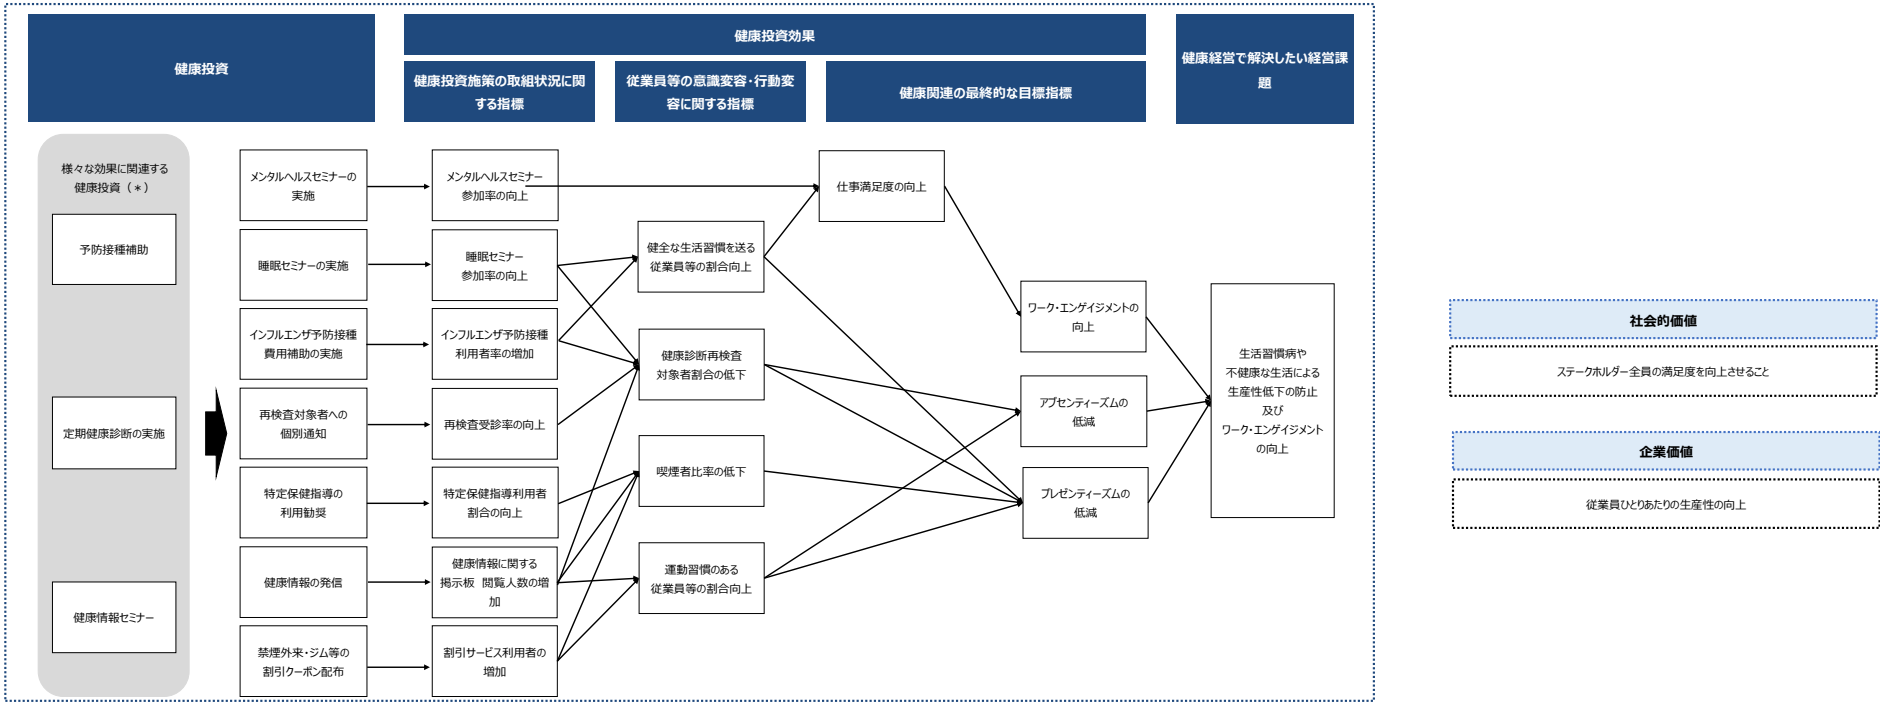 健康投資
健康投資効果
健康経営で解決したい経営課
題
健康投資施策の取組状況に関
する指標
従業員等の意識変容・行動変
容に関する指標
健康関連の最終的な目標指標
様々な効果に関連する
健康投資（＊）
予防接種補助
定期健康診断の実施
健康情報セミナー
メンタルヘルスセミナーの
実施
睡眠セミナーの実施
インフルエンザ予防接種
費用補助の実施
再検査対象者への
個別通知
特定保健指導の
利用勧奨
健康情報の発信
禁煙外来・ジム等の
割引クーポン配布
メンタルヘルスセミナー
参加率の向上
睡眠セミナー
参加率の向上
インフルエンザ予防接種
利用者率の増加
再検査受診率の向上
特定保健指導利用者
割合の向上
健康情報に関する
掲示板 閲覧人数の増
加
割引サービス利用者の
増加
健全な生活習慣を送る
従業員等の割合向上
健康診断再検査
対象者割合の低下
喫煙者比率の低下
運動習慣のある
従業員等の割合向上
仕事満足度の向上
ワーク・エンゲイジメントの
向上
アブセンティーズムの
低減
プレゼンティーズムの
低減
生活習慣病や
不健康な生活による
生産性低下の防止
及び
ワーク・エンゲイジメント
の向上
社会的価値
ステークホルダー全員の満足度を向上させること
企業価値
従業員ひとりあたりの生産性の向上